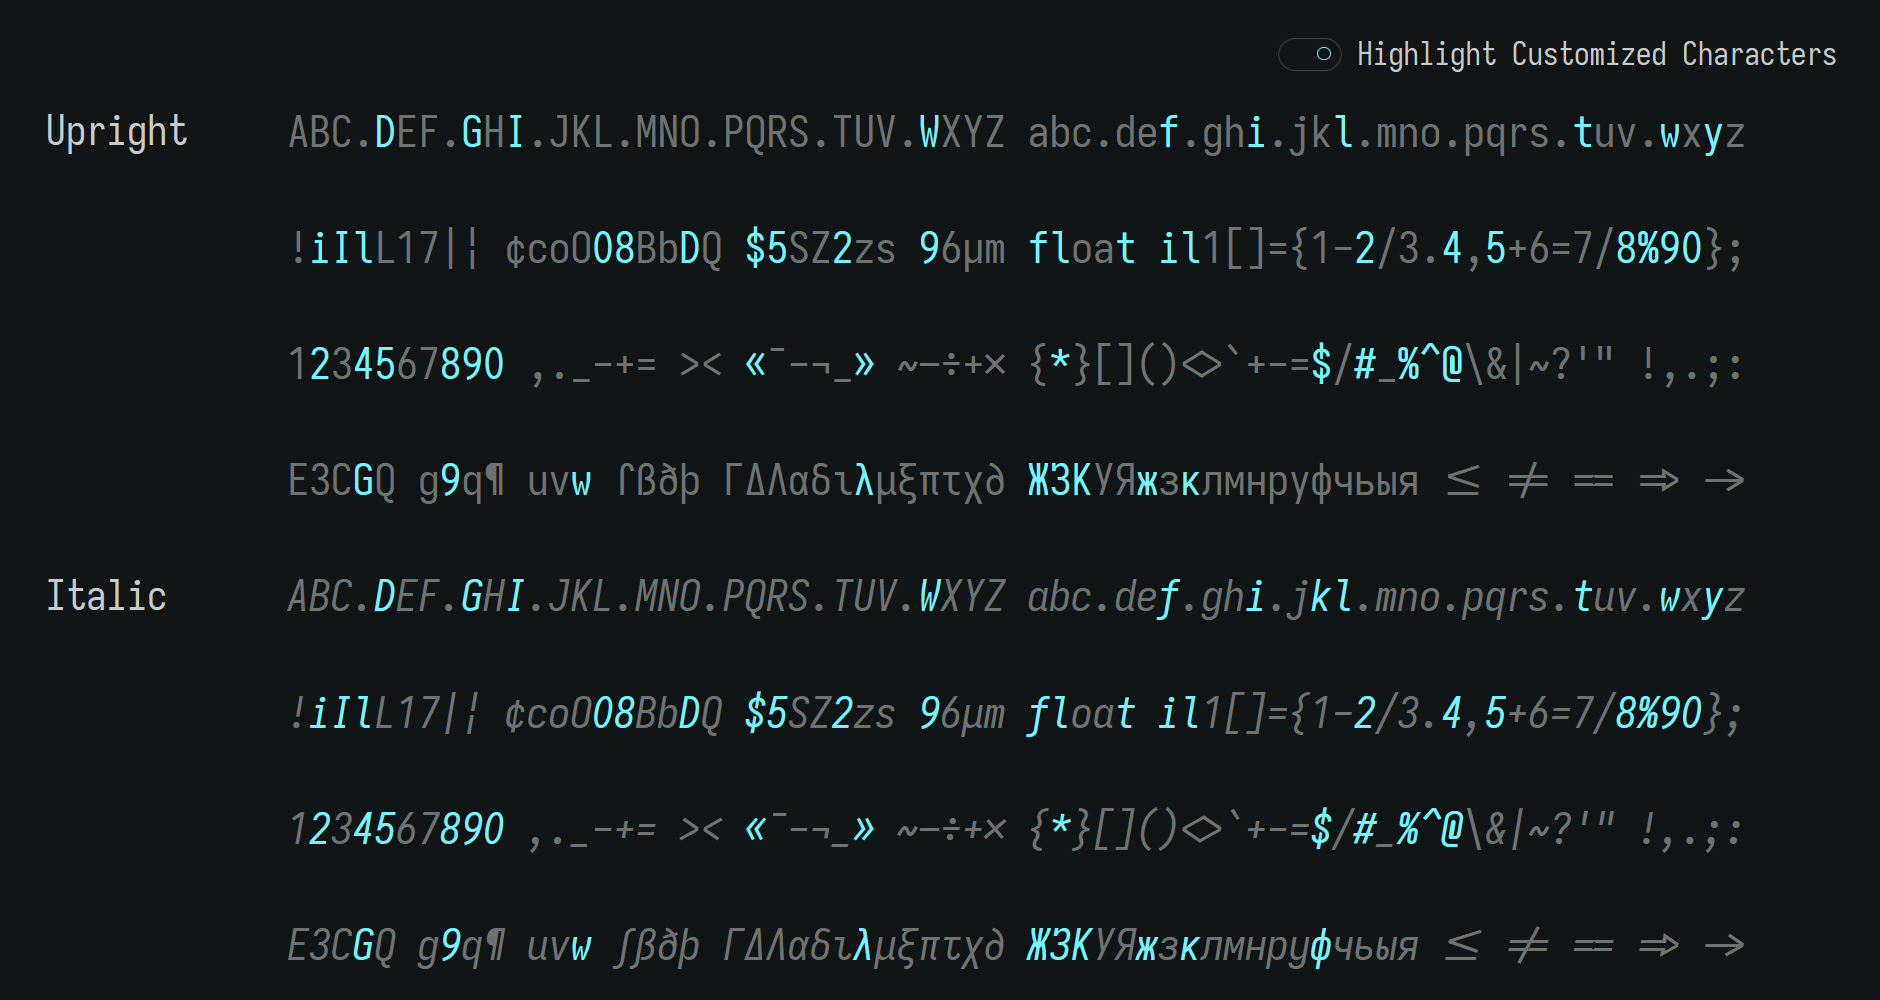 Highlight Customized Characters
Upright ABC.DEF.GHI.JKL.MNO.PQRS.TUV.WXYZ abc.def.ghi.jkl.mno.pqrs.tuv.wxyz
!iIlL17|¦ ¢coO08BbDQ $5SZ2zs 96µm float il1[]={1-2/3.4,5+6=7/8%90};
1234567890 ,._-+= >< «¯-¬_» ~–÷+× {*}[]()<>`+-=$/#_%^@\&|~?'" !,.;:
E3CGQ g9q¶ uvw ſßðþ ΓΔΛαδιλμξπτχ∂ ЖЗКУЯжзклмнруфчьыя ≤ ≠ == ⇒ →
Italic ABC.DEF.GHI.JKL.MNO.PQRS.TUV.WXYZ abc.def.ghi.jkl.mno.pqrs.tuv.wxyz
!iIlL17|¦ ¢coO08BbDQ $5SZ2zs 96µm float il1[]={1-2/3.4,5+6=7/8%90};
1234567890 ,._-+= >< «¯-¬_» ~–÷+× {*}[]()<>`+-=$/#_%^@\&|~?'" !,.;:
E3CGQ g9q¶ uvw ſßðþ ΓΔΛαδιλμξπτχ∂ ЖЗКУЯжзклмнруфчьыя ≤ ≠ == ⇒ →